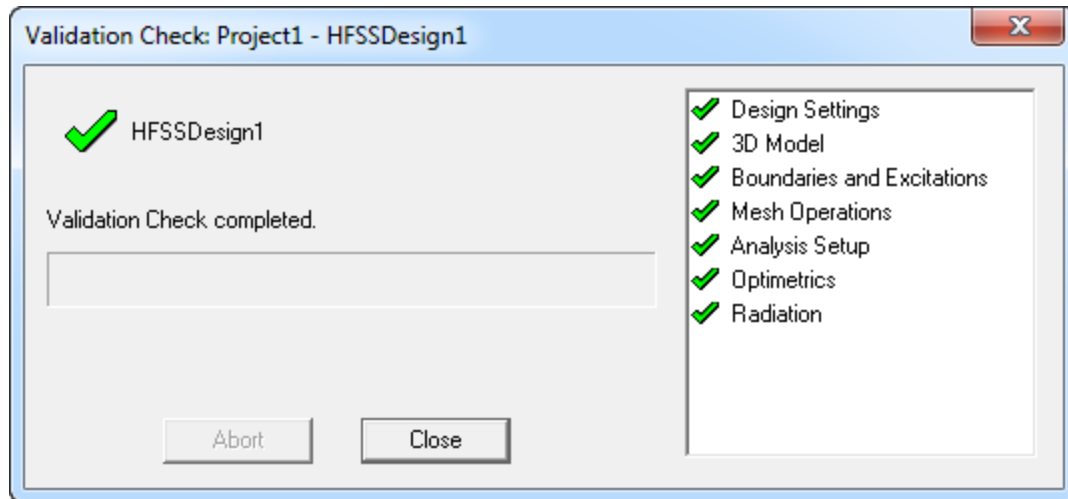 Validation Check: Project1 - HFSSDesign1
HFSSDesign1
Validation Check completed.
Abort
Close
Design Settings
3D Model
Boundaries and Excitations
Mesh Operations
Analysis Setup
Optimetrics
Radiation